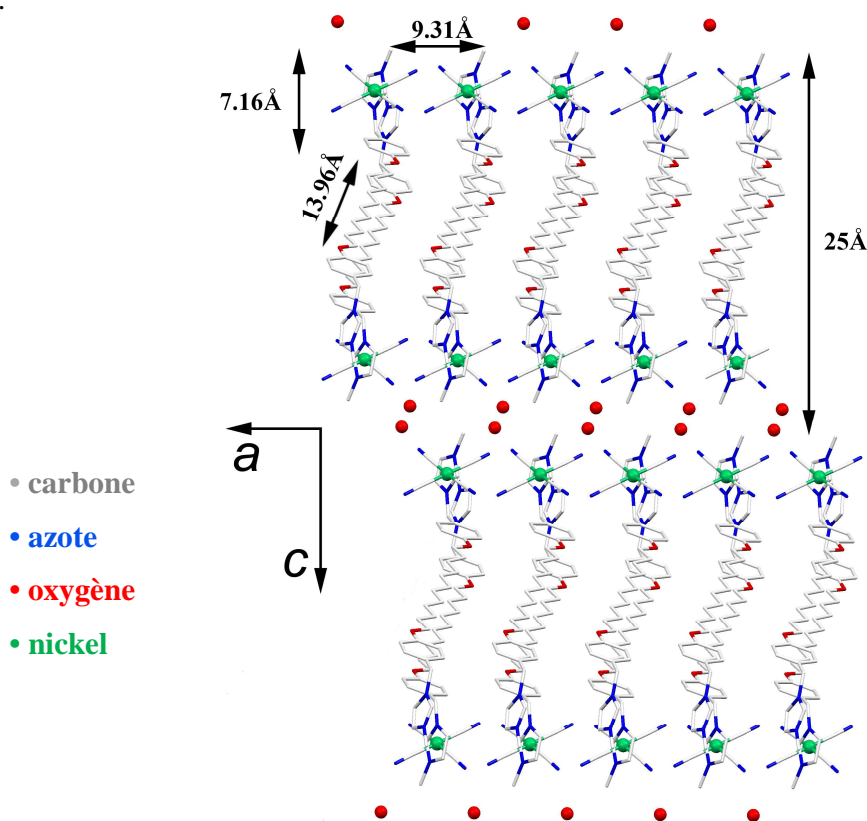 .
9.31Å
7.16Å
13.96Å
25Å
a
c
• carbone
• azote
• oxygène
• nickel